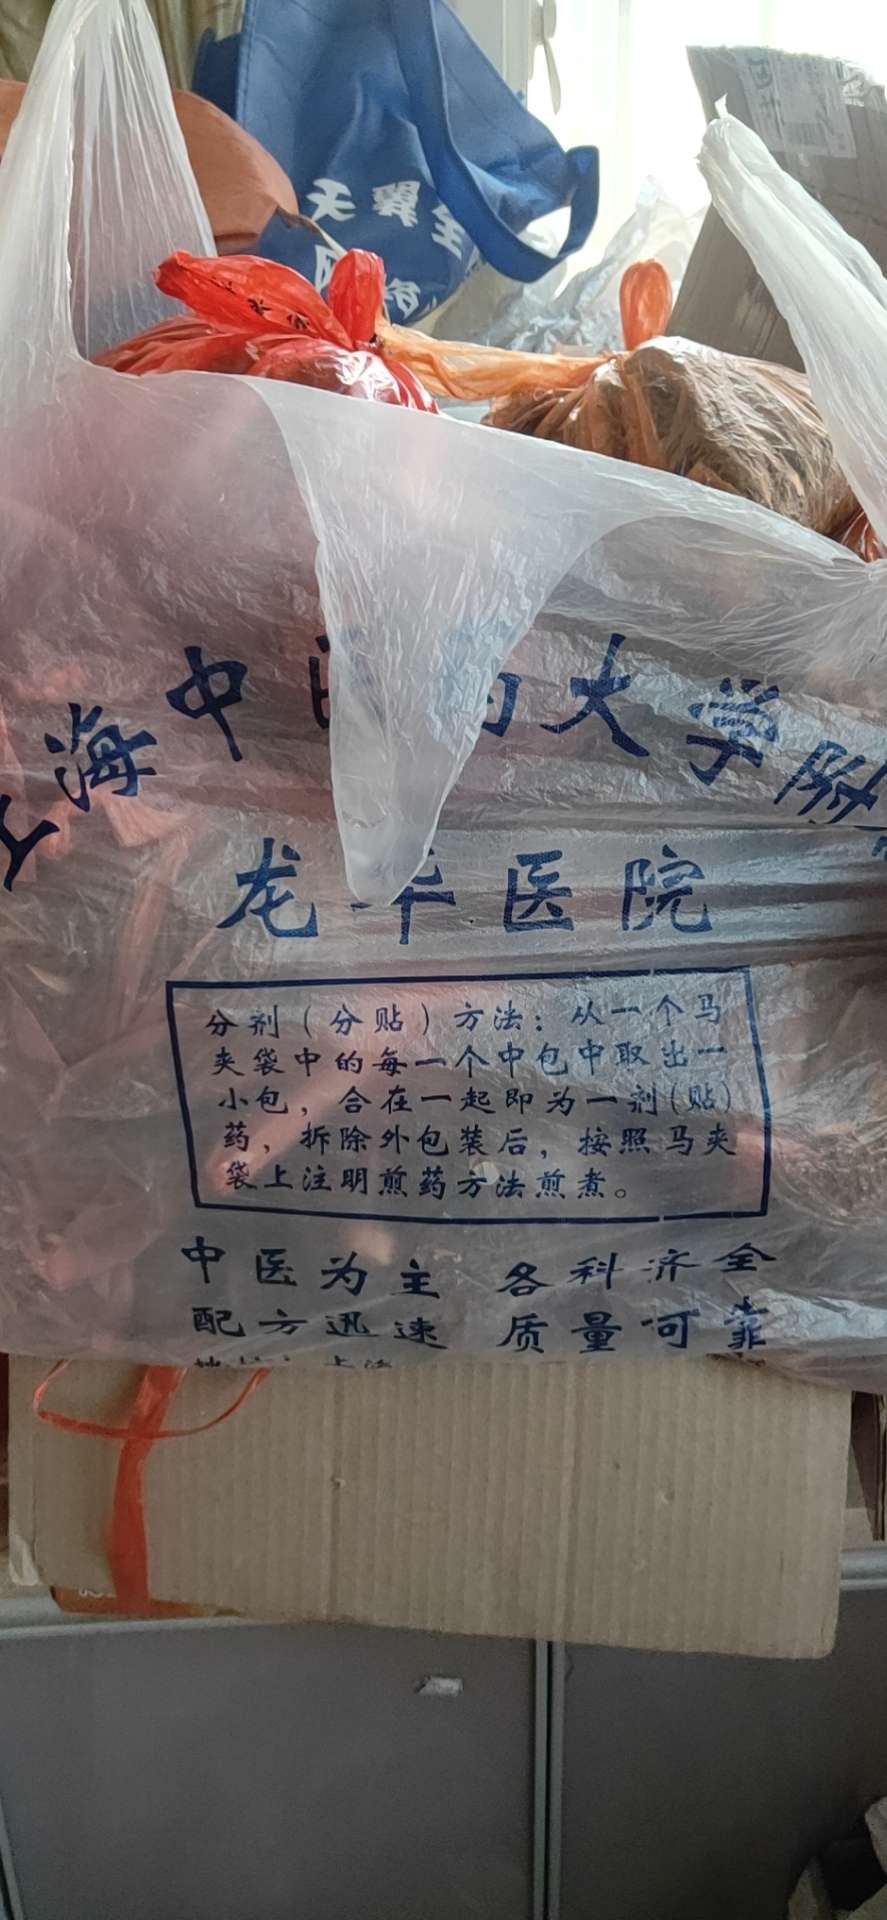 天翼全
上海中医药大学附
龙华医院
分剂(分贴)方法:从一个马
夹袋中的每一个中包中取出一
小包,合在一起即为一剂(贴)
药,拆除外包装后,按照马夹
袋上注明煎药方法煎煮。
中医为主 各科济全
配方迅速 质量可靠